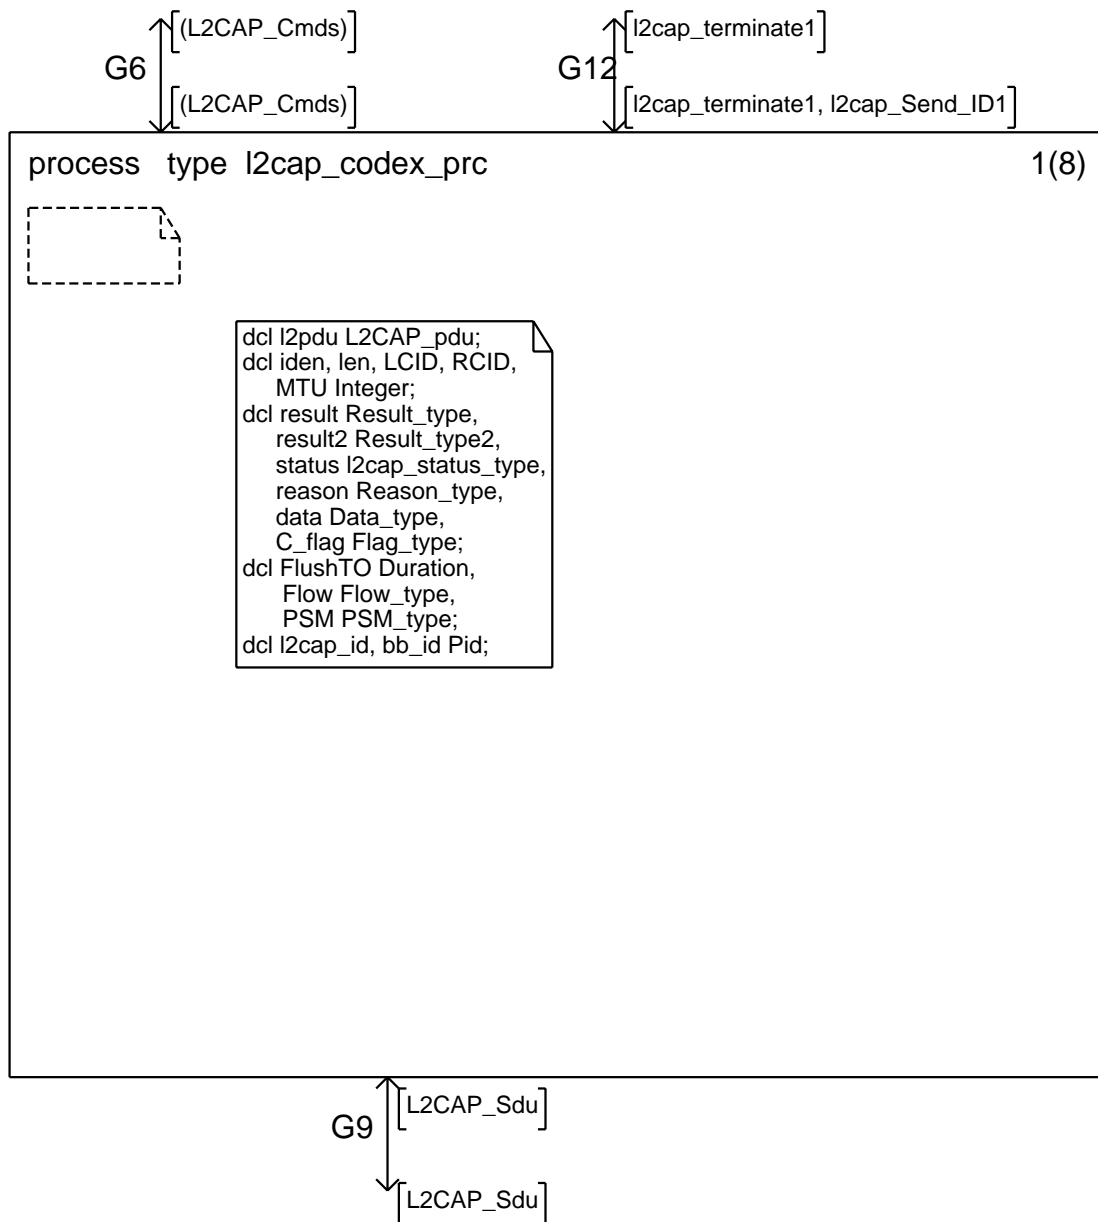 [(L2CAP_Cmds)] [l2cap_terminate1]
G6 G12
[(L2CAP_Cmds)] [l2cap_terminate1, l2cap_Send_ID1]
process type l2cap_codex_prc 1(8)
dcl l2pdu L2CAP_pdu;
dcl iden, len, LCID, RCID,
MTU Integer;
dcl result Result_type,
result2 Result_type2,
status l2cap_status_type,
reason Reason_type,
data Data_type,
C_flag Flag_type;
dcl FlushTO Duration,
Flow Flow_type,
PSM PSM_type;
dcl l2cap_id, bb_id Pid;
[L2CAP_Sdu]
G9
[L2CAP_Sdu]